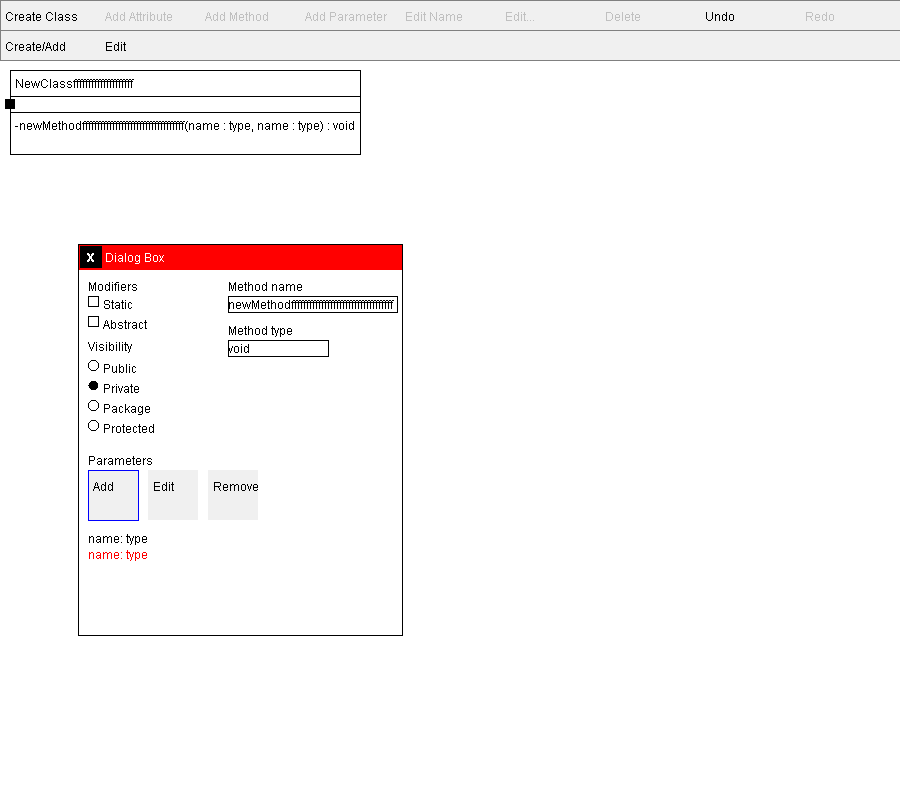 Create Class Add Attribute Add Method Add Parameter Edit Name Edit... Delete Undo Redo
Create/Add Edit
NewClassffffffffffffffffffff
-newMethodffffffffffffffffffffffffffffffffff(name : type, name : type) : void
X Dialog Box
Modifiers
Static
Abstract
Visibility
Public
Private
Package
Protected
Method name
newMethodffffffffffffffffffffffffffffffffff
Method type
void
Parameters
Add Edit Remove
name: type
name: type